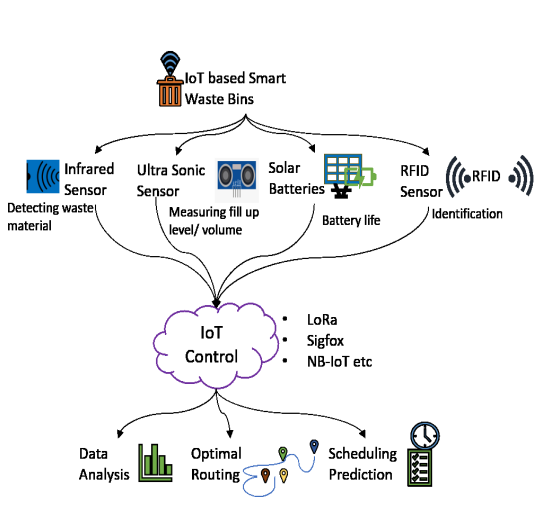 IoT based Smart
Waste Bins
Infrared
Sensor
Detecting waste
material
Ultra Sonic
Sensor
Measuring fill up
level/ volume
Solar
Batteries
Battery life
RFID
Sensor
RFID
Identification
IoT
Control
• LoRa
• Sigfox
• NB-IoT etc
Data
Analysis
Optimal
Routing
Scheduling
Prediction